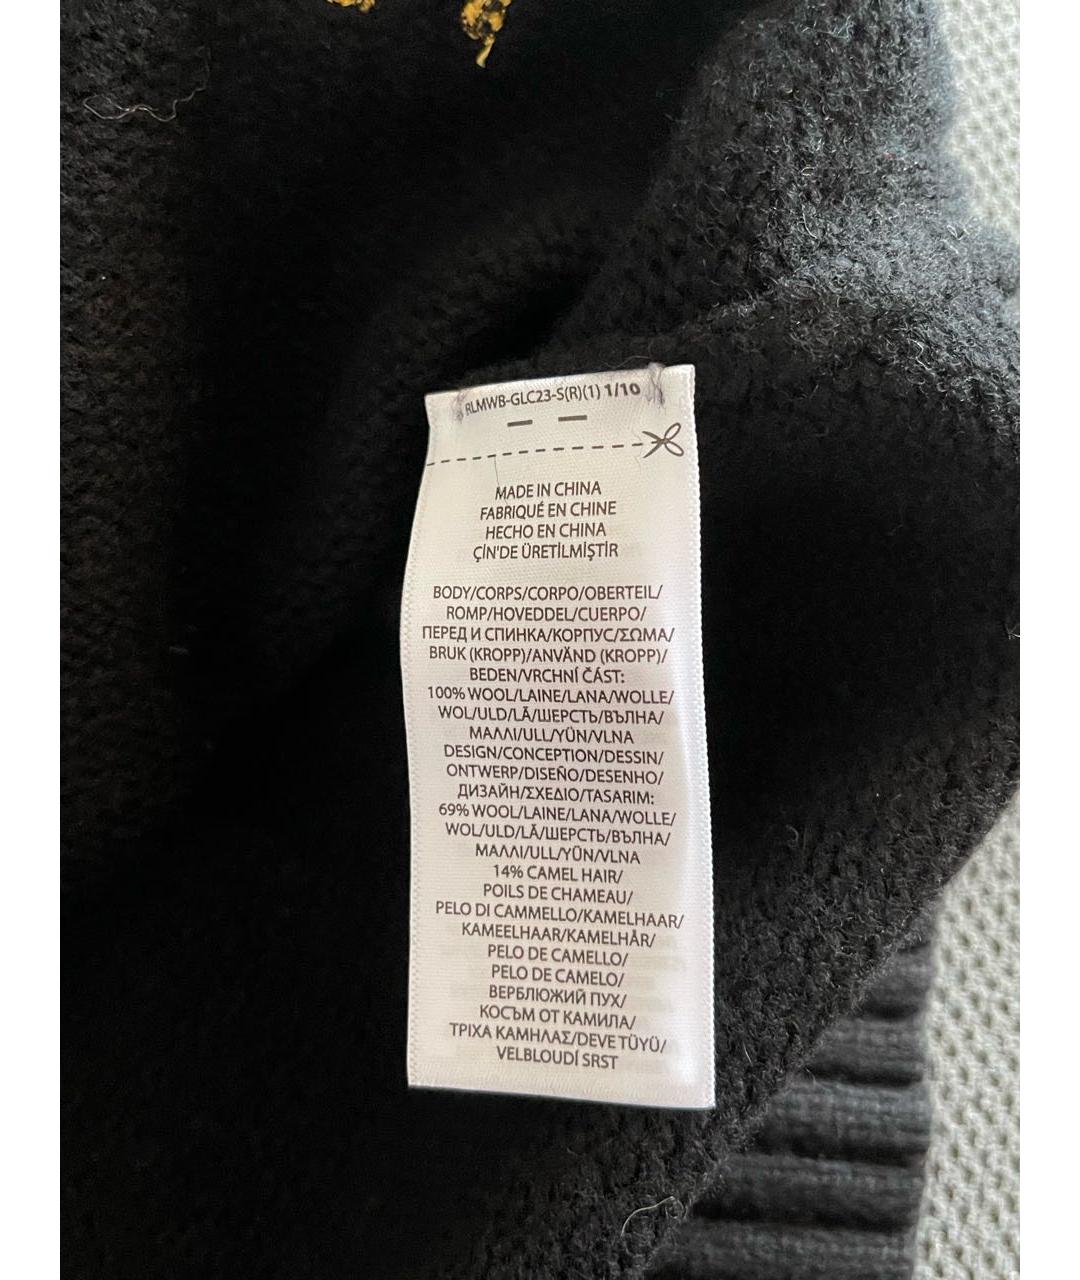 RLMWB-GLC23-S(R)(1) 1/10
MADE IN CHINA
FABRIQUÉ EN CHINE
HECHO EN CHINA
ÇİN'DE ÜRETİLMİŞTİR
BODY/CORPS/CORPO/OBERTEIL/
ROMP/HOVEDDEL/CUERPO/
ПЕРЕД И СПИНКА/КОРПУС/ΣΩΜΑ/
BRUK (KROPP)/ANVÄND (KROPP)/
BEDEN/VRCHNÍ ČÁST:
100% WOOL/LAINE/LANA/WOLLE/
WOL/ULD/LÃ/ШЕРСТЬ/ВЪЛНА/
ΜΑΛΛΙ/ULL/YÜN/VLNA
DESIGN/CONCEPTION/DESSIN/
ONTWERP/DISEÑO/DESENHO/
ДИЗАЙН/ΣΧΕΔΙΟ/TASARIM:
69% WOOL/LAINE/LANA/WOLLE/
WOL/ULD/LÃ/ШЕРСТЬ/ВЪЛНА/
ΜΑΛΛΙ/ULL/YÜN/VLNA
14% CAMEL HAIR/
POILS DE CHAMEAU/
PELO DI CAMMELLO/KAMELHAAR/
KAMEELHAAR/KAMELHÅR/
PELO DE CAMELLO/
PELO DE CAMELO/
ВЕРБЛЮЖИЙ ПУХ/
КОСЪМ ОТ КАМИЛА/
ΤΡΙΧΑ ΚΑΜΗΛΑΣ/DEVE TÜYÜ/
VELBLOUDÍ SRST